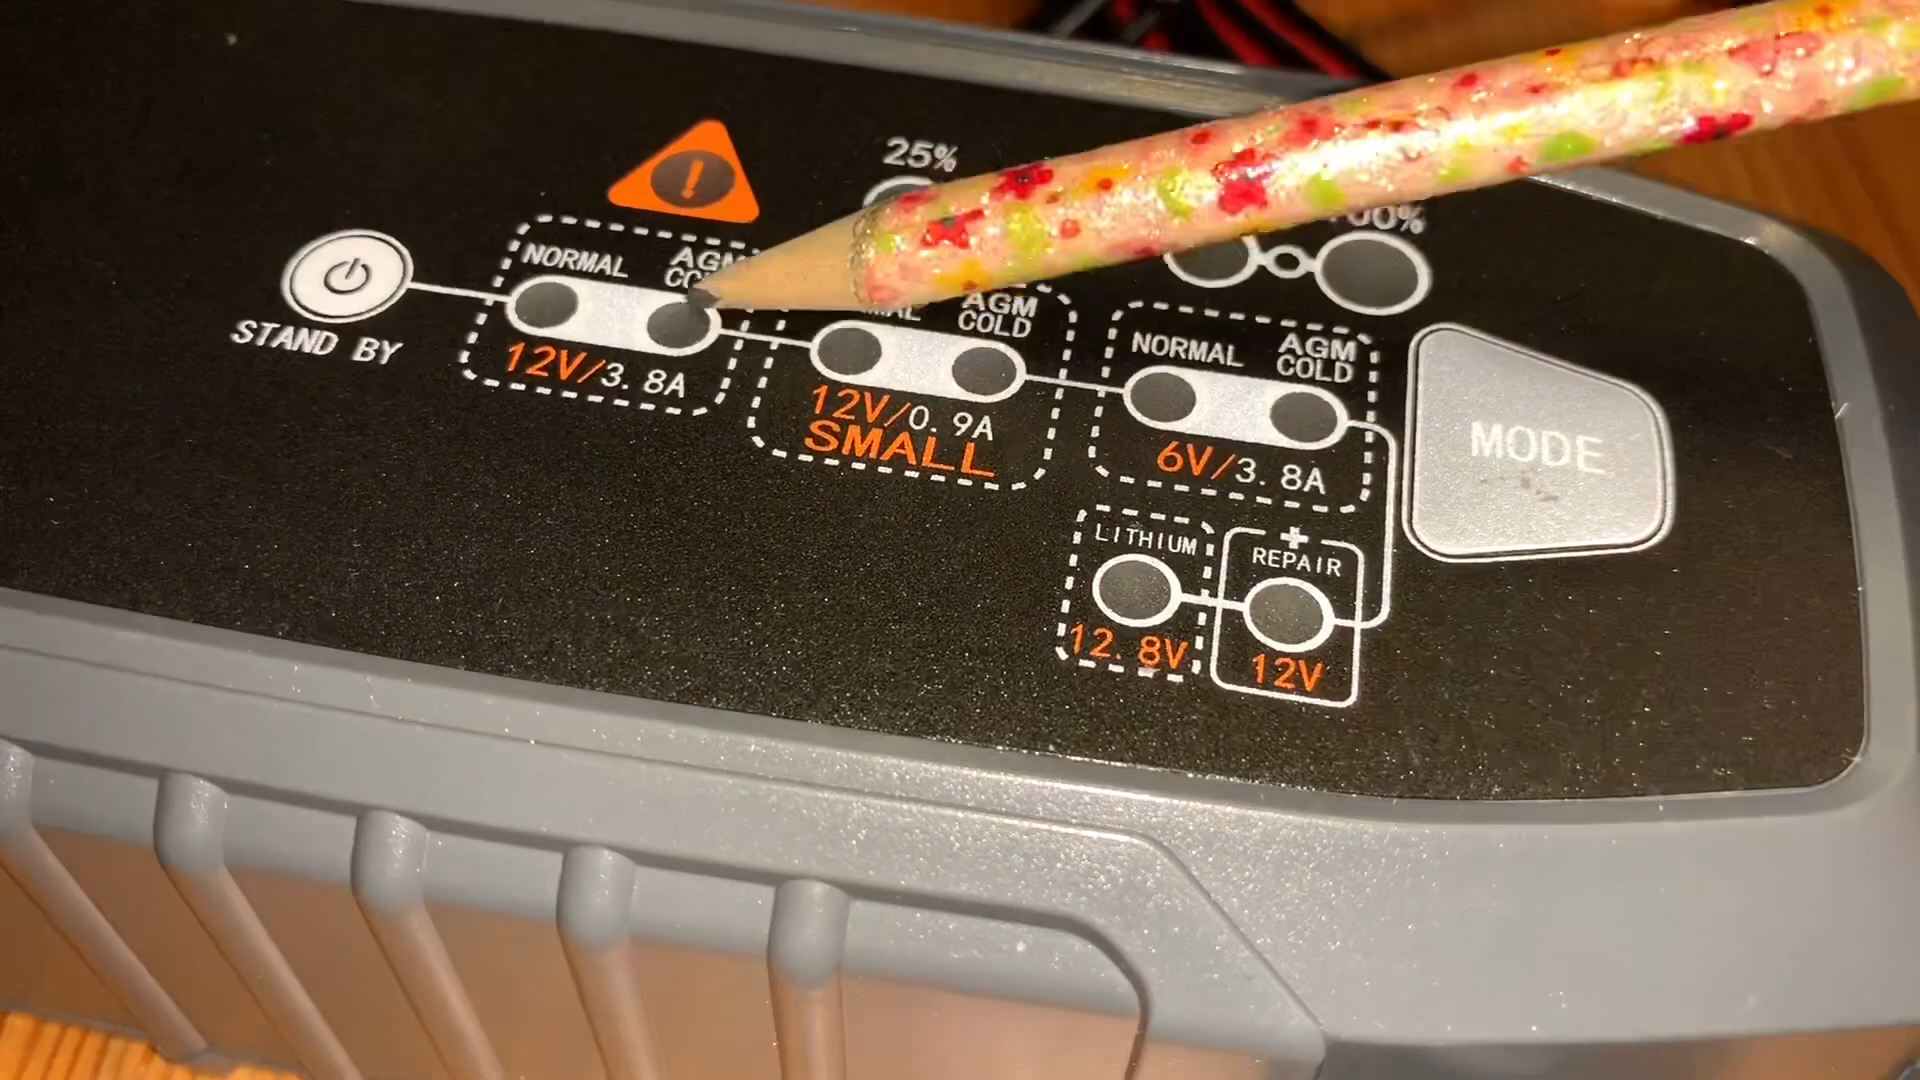 25%
STAND BY
NORMAL
AGM
12V/3.8A
AGM
COLD
12V/0.9A
SMALL
NORMAL
AGM
COLD
6V/3.8A
MODE
LITHIUM
12.8V
REPAIR
12V